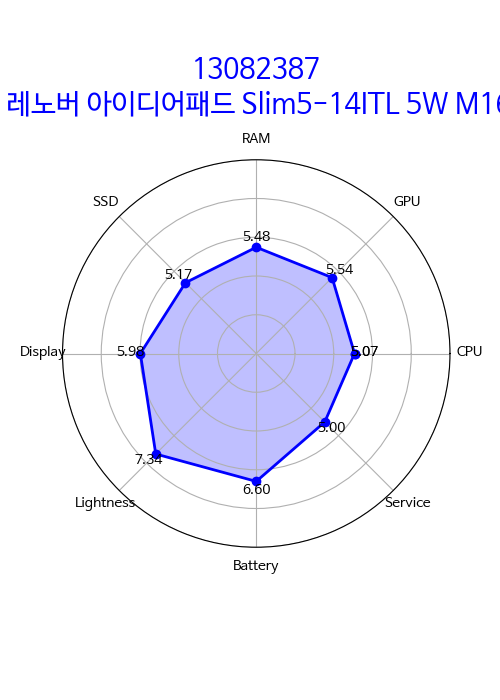 13082387
레노버 아이디어패드 Slim5-14ITL 5W M16
RAM
SSD
GPU
5.48
5.54
5.17
Display
5.98
5.07
CPU
7.34
5.00
6.60
Lightness
Service
Battery